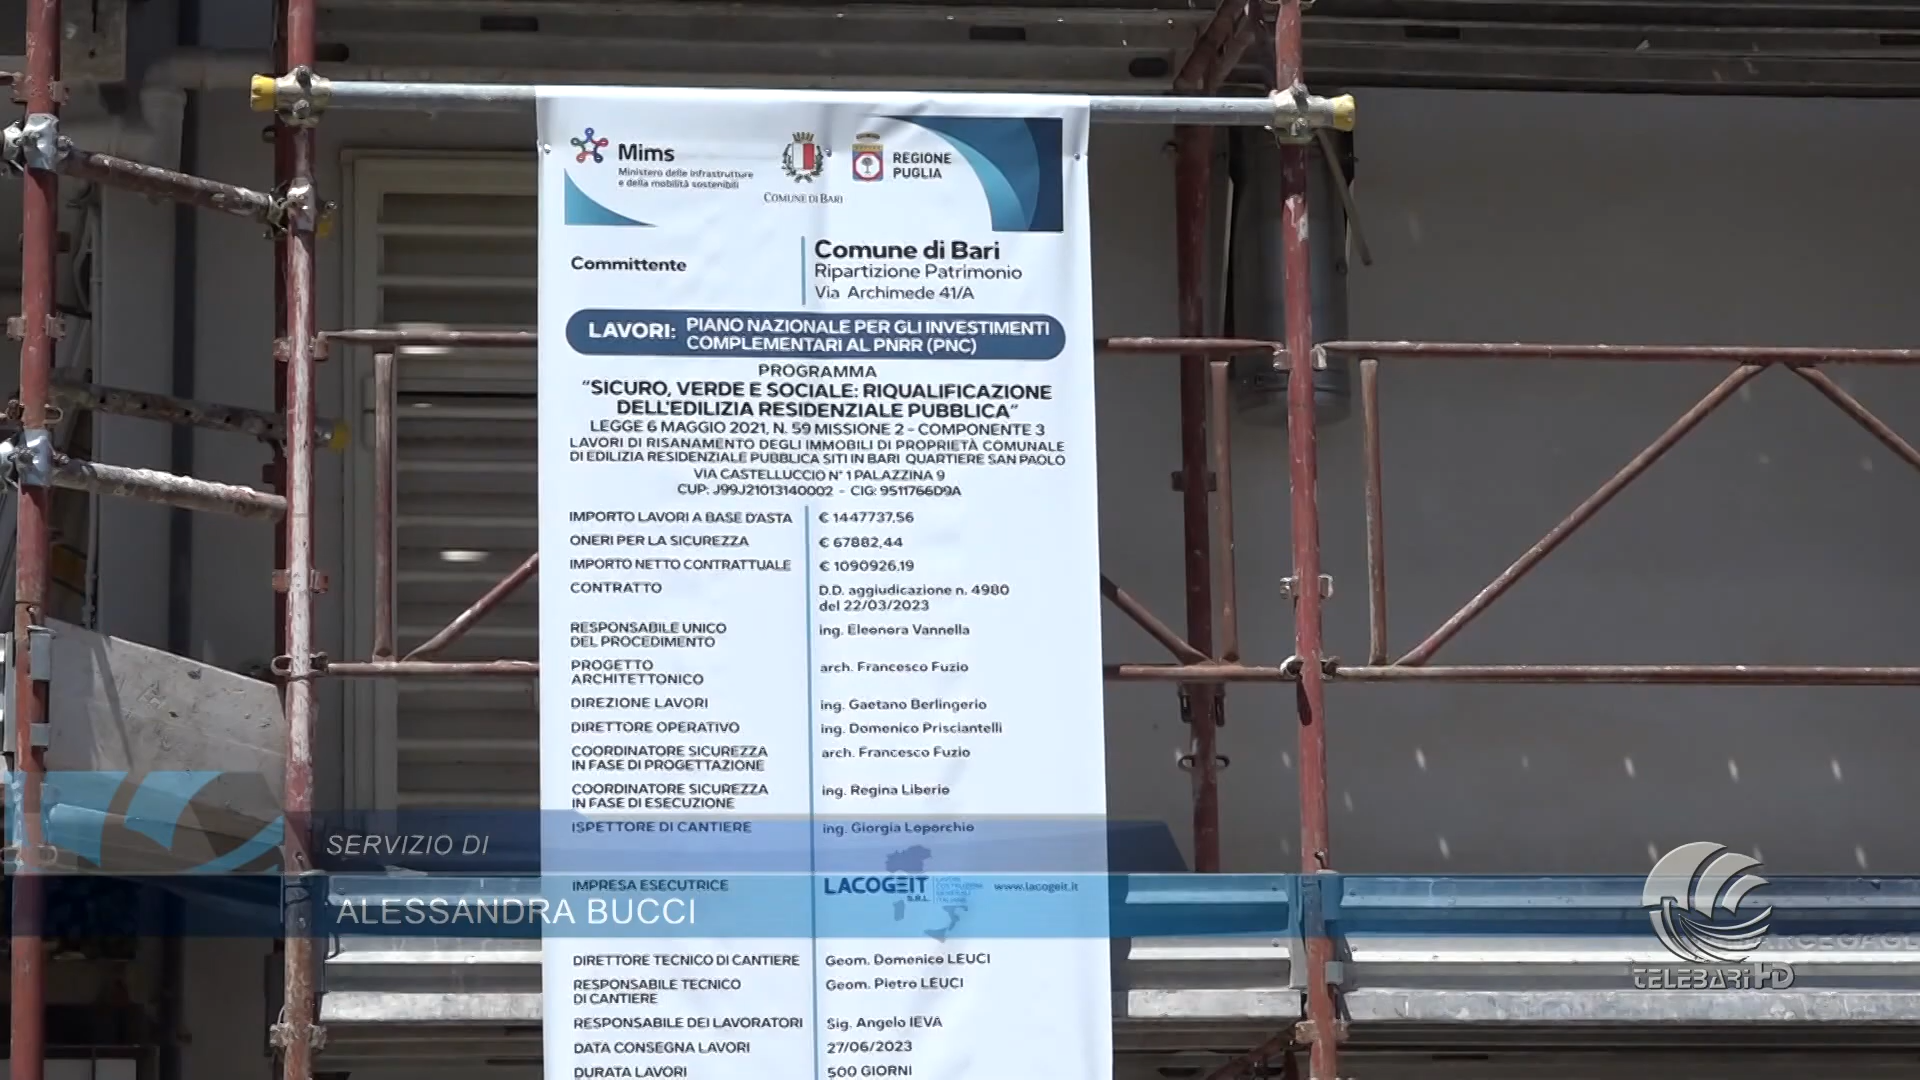 Mims
Ministero delle infrastrutture
e della mobilità sostenibili
COMUNE DI BARI
REGIONE
PUGLIA
Committente
Comune di Bari
Ripartizione Patrimonio
Via Archimede 41/A
LAVORI: PIANO NAZIONALE PER GLI INVESTIMENTI
COMPLEMENTARI AL PNRR (PNC)
PROGRAMMA
“SICURO, VERDE E SOCIALE: RIQUALIFICAZIONE
DELL'EDILIZIA RESIDENZIALE PUBBLICA”
LEGGE 6 MAGGIO 2021, N. 59 MISSIONE 2 - COMPONENTE 3
LAVORI DI RISANAMENTO DEGLI IMMOBILI DI PROPRIETÀ COMUNALE
DI EDILIZIA RESIDENZIALE PUBBLICA SITI IN BARI QUARTIERE SAN PAOLO
VIA CASTELLUCCIO N° 1 PALAZZINA 9
CUP: J99J21013140002 - CIG: 9511766D9A
IMPORTO LAVORI A BASE D'ASTA € 1447737,56
ONERI PER LA SICUREZZA € 67882,44
IMPORTO NETTO CONTRATTUALE € 1090926,19
CONTRATTO D.D. aggiudicazione n. 4980
del 22/03/2023
RESPONSABILE UNICO
DEL PROCEDIMENTO
ing. Eleonora Vannella
PROGETTO
ARCHITETTONICO
arch. Francesco Fuzio
DIREZIONE LAVORI ing. Gaetano Berlingerio
DIRETTORE OPERATIVO ing. Domenico Prisciantelli
COORDINATORE SICUREZZA
IN FASE DI PROGETTAZIONE
arch. Francesco Fuzio
COORDINATORE SICUREZZA
IN FASE DI ESECUZIONE
ing. Regina Liberio
ISPETTORE DI CANTIERE ing. Giorgia Loporchio
SERVIZIO DI
IMPRESA ESECUTRICE LACOGEIT S.R.L. www.lacogeit.it
ALESSANDRA BUCCI
DIRETTORE TECNICO DI CANTIERE Geom. Domenico LEUCI
RESPONSABILE TECNICO
DI CANTIERE
Geom. Pietro LEUCI
RESPONSABILE DEI LAVORATORI Sig. Angelo IEVA
DATA CONSEGNA LAVORI 27/06/2023
DURATA LAVORI 500 GIORNI
TELEBARI HD